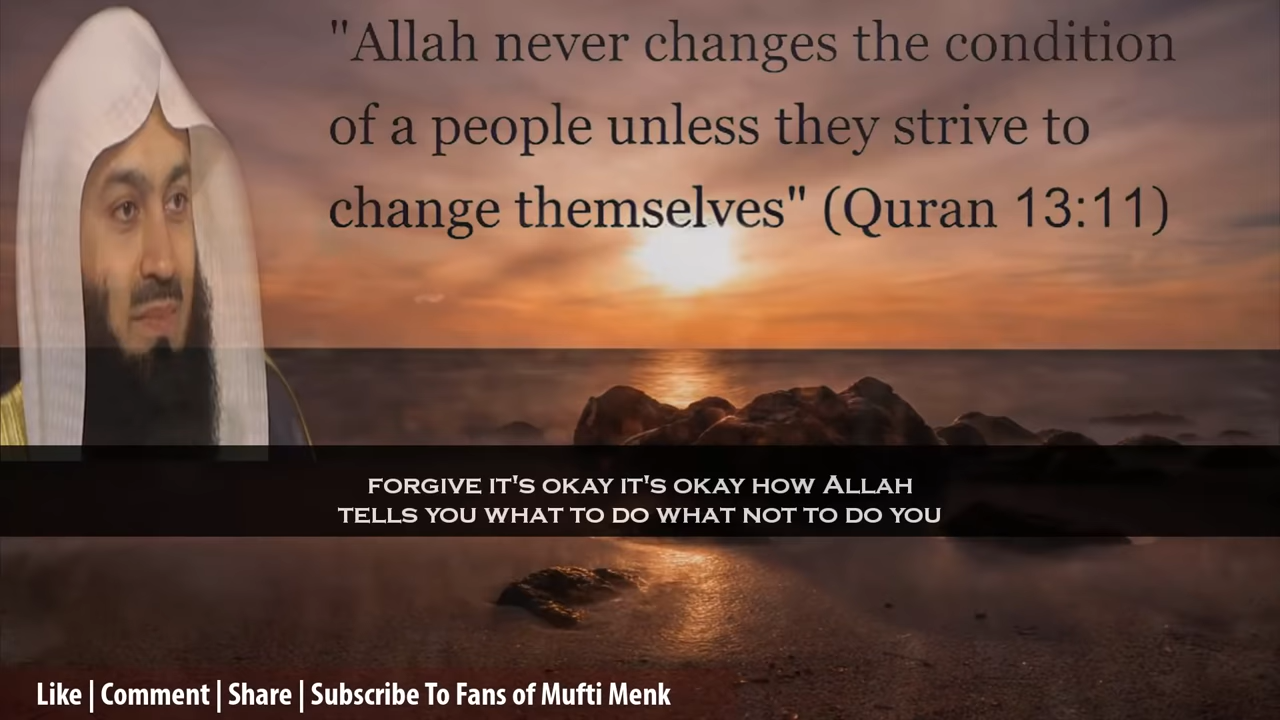 "Allah never changes the condition
of a people unless they strive to
change themselves" (Quran 13:11)
FORGIVE IT'S OKAY IT'S OKAY HOW ALLAH
TELLS YOU WHAT TO DO WHAT NOT TO DO YOU
Like | Comment | Share | Subscribe To Fans of Mufti Menk